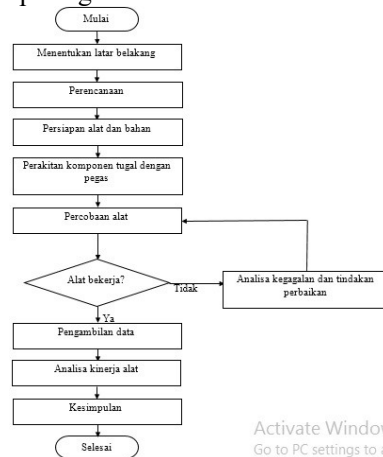 Mulai
Menentukan latar belakang
Perencanaan
Persiapan alat dan bahan
Perakitan komponen tugal dengan
pegas
Percobaan alat
Alat bekerja?
Tidak
Analisa kegagalan dan tindakan
perbaikan
Ya
Pengambilan data
Analisa kinerja alat
Kesimpulan
Selesai
Activate Window
Go to PC settings to